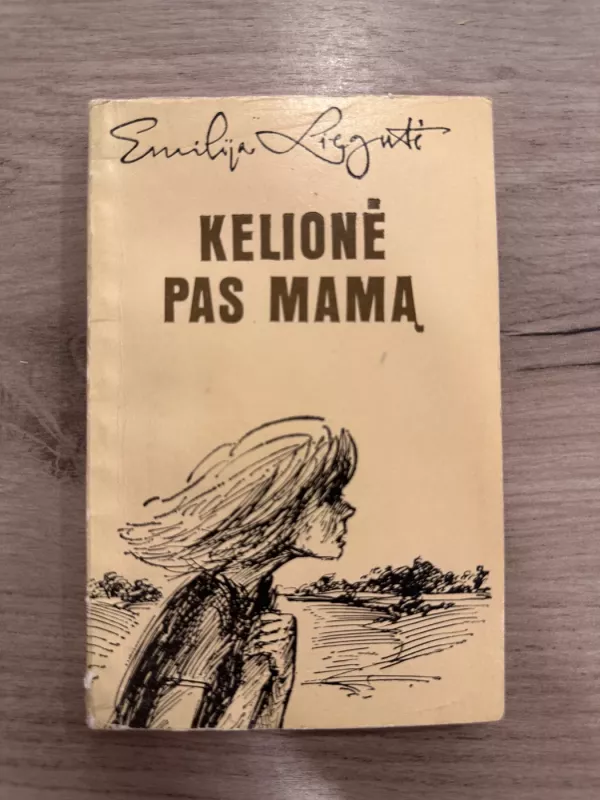 Emilija Liegutė
KELIONĖ
PAS MAMĄ